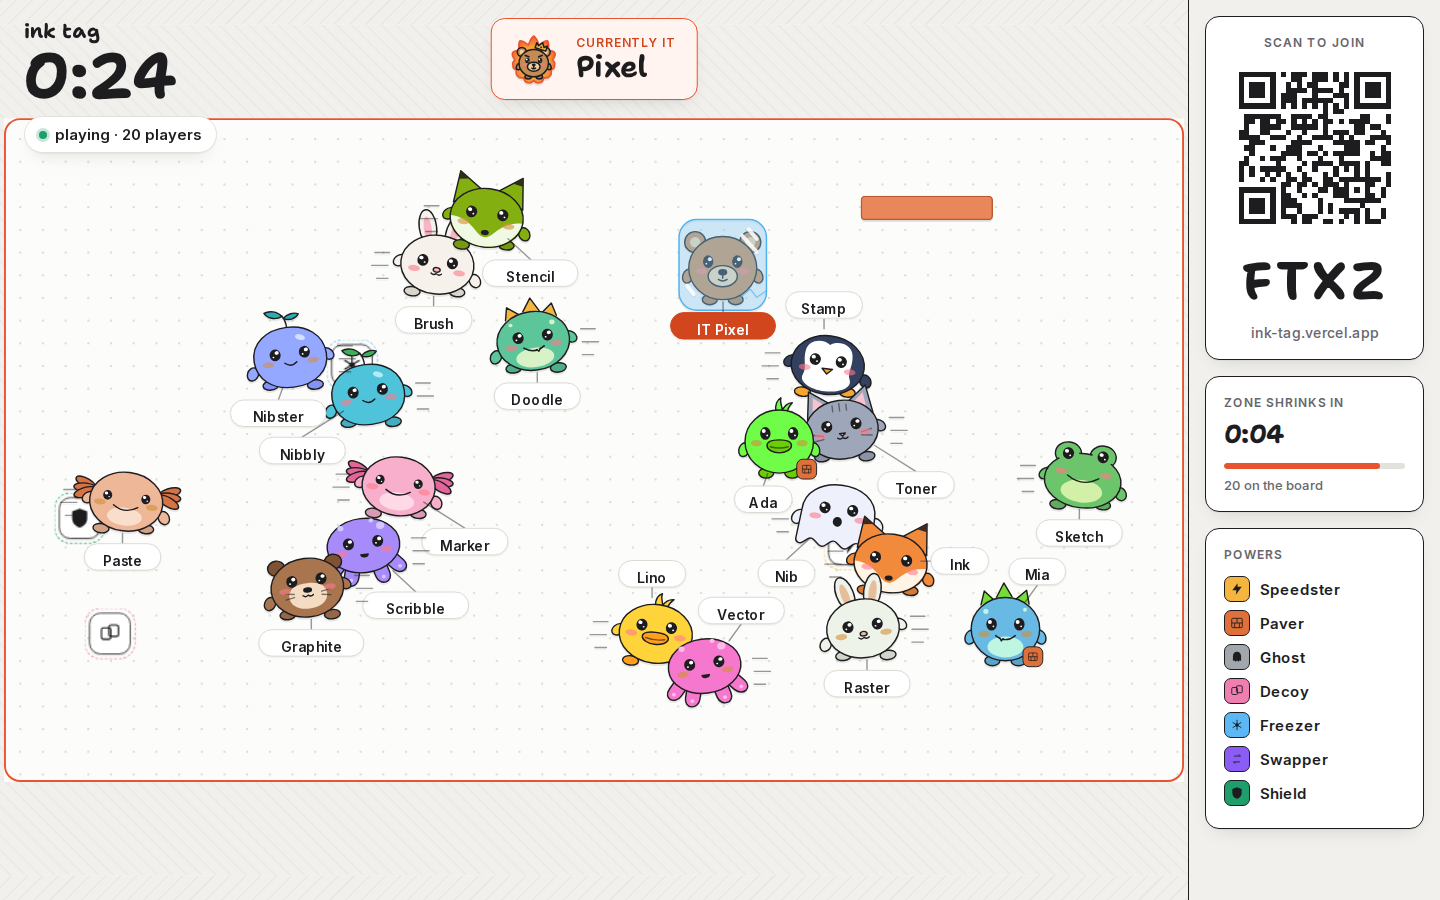 ink tag
0:24
CURRENTLY IT
Pixel
playing · 20 players
Stencil
Brush
IT Pixel
Stamp
Doodle
Nibster
Nibbly
Toner
Ada
Sketch
Marker
Paste
Ink
Nib
Mia
Lino
Scribble
Vector
Graphite
Raster
SCAN TO JOIN
FTXZ
ink-tag.vercel.app
ZONE SHRINKS IN
0:04
20 on the board
POWERS
Speedster
Paver
Ghost
Decoy
Freezer
Swapper
Shield